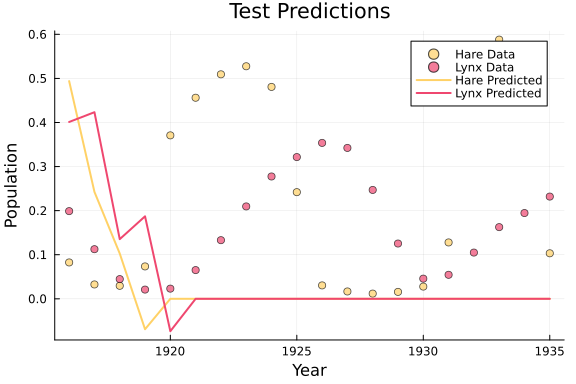 Test Predictions
0.6
0.5
0.4
0.3
0.2
0.1
0.0
Population
Hare Data
Lynx Data
Hare Predicted
Lynx Predicted
1920 1925 1930 1935
Year